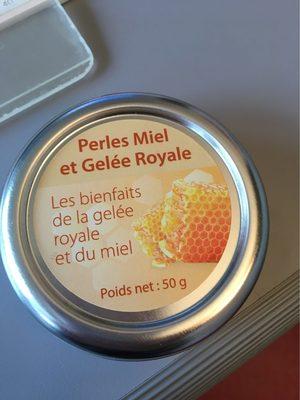 Perles Miel
et Gelée Royale
Les bienfaits
de la gelée
royale
et du miel
Poids net : 50 g